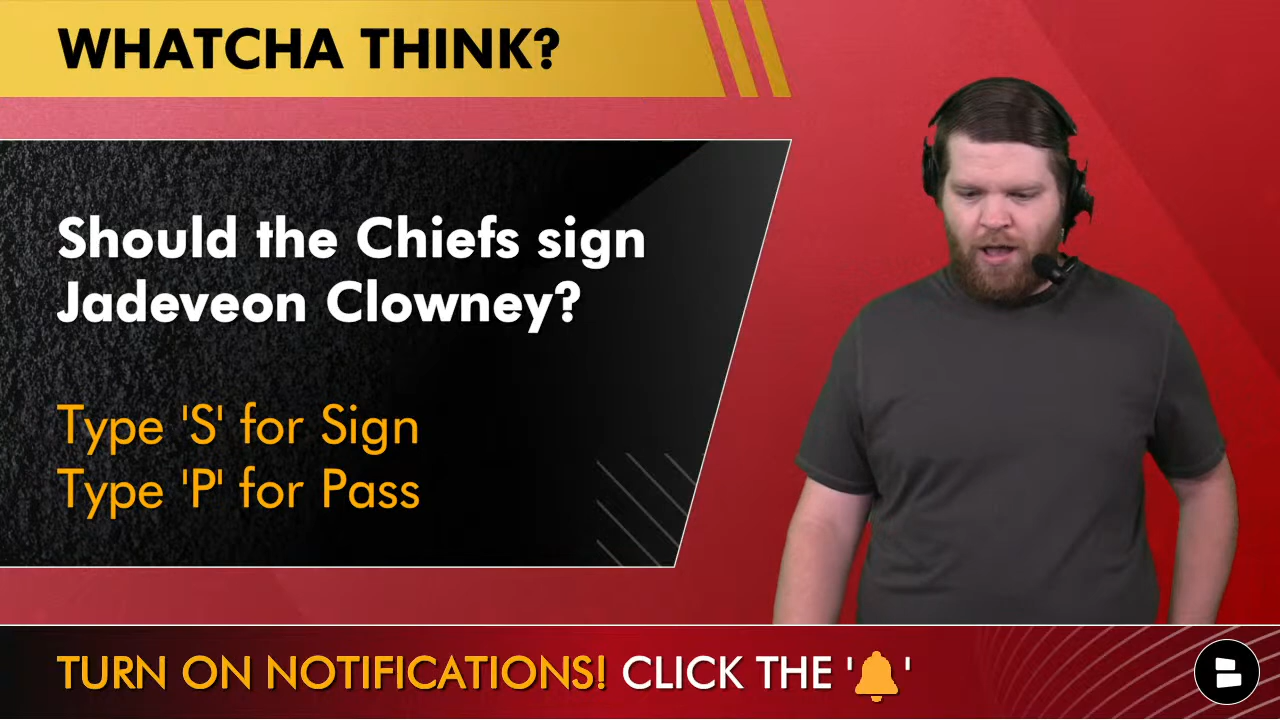 WHATCHA THINK?
Should the Chiefs sign
Jadeveon Clowney?
Type 'S' for Sign
Type 'P' for Pass
TURN ON NOTIFICATIONS! CLICK THE '🔔'